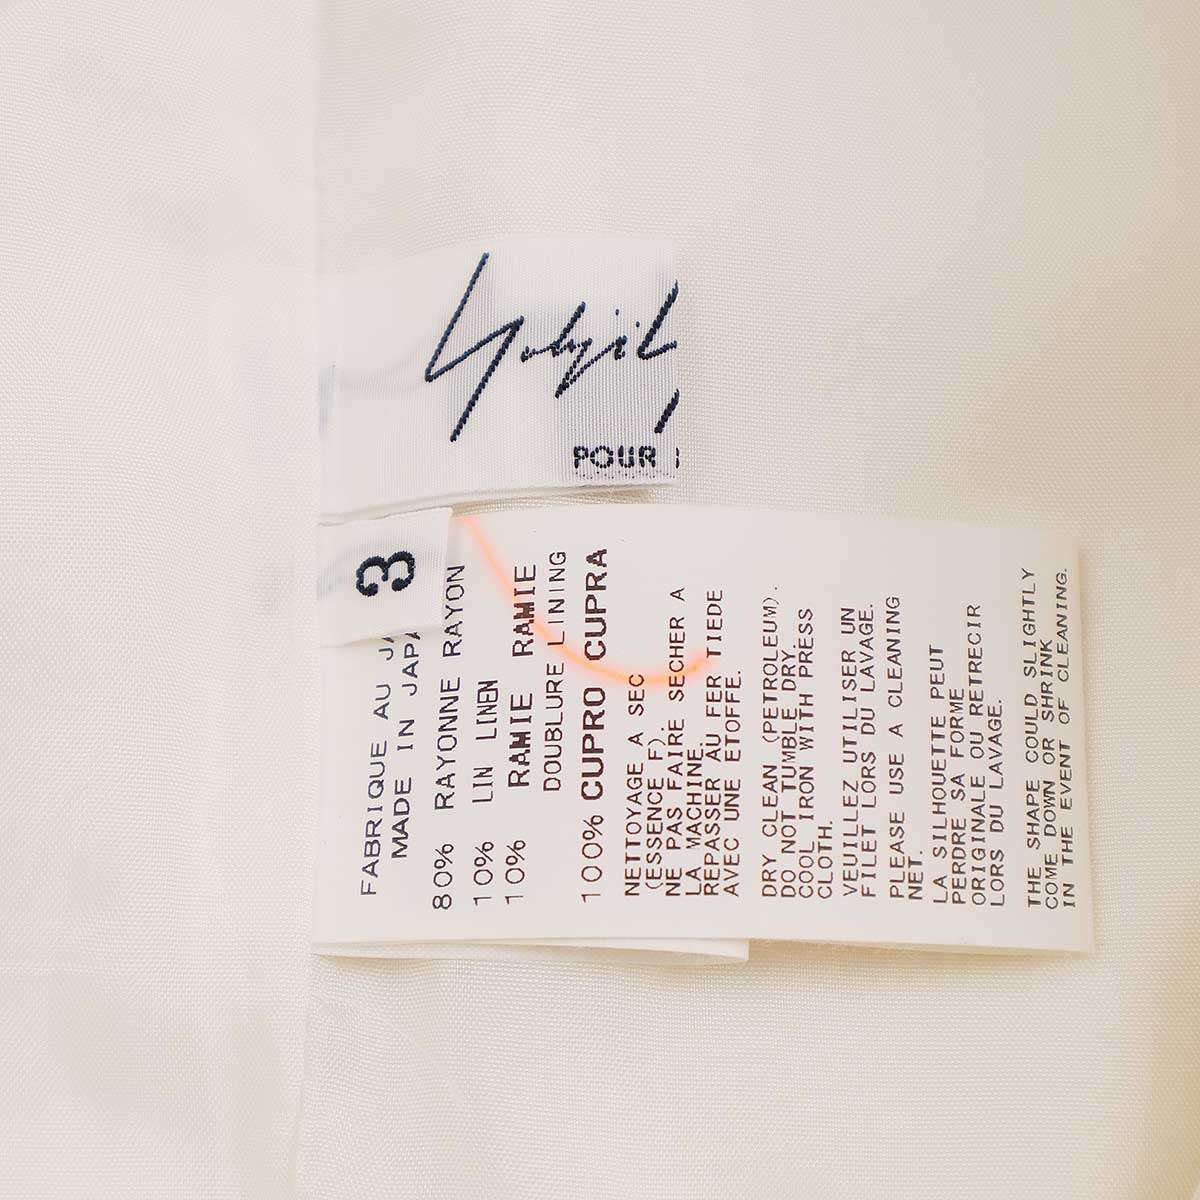 Yohji
POUR
3
FABRIQUE AU JA
MADE IN JAPA
80% RAYONNE RAYON
10% LIN LINEN
10% RAMIE RAMIE
DOUBLURE LINING
100% CUPRO CUPRA
NETTOYAGE A SEC
(ESSENCE F).
NE PAS FAIRE SECHER A
LA MACHINE.
REPASSER AU FER TIEDE
AVEC UNE ETOFFE.
DRY CLEAN (PETROLEUM).
DO NOT TUMBLE DRY.
COOL IRON WITH PRESS
CLOTH.
VEUILLEZ UTILISER UN
FILET LORS DU LAVAGE.
PLEASE USE A CLEANING
NET.
LA SILHOUETTE PEUT
PERDRE SA FORME
ORIGINALE OU RETRECIR
LORS DU LAVAGE.
THE SHAPE COULD SLIGHTLY
COME DOWN OR SHRINK
IN THE EVENT OF CLEANING.